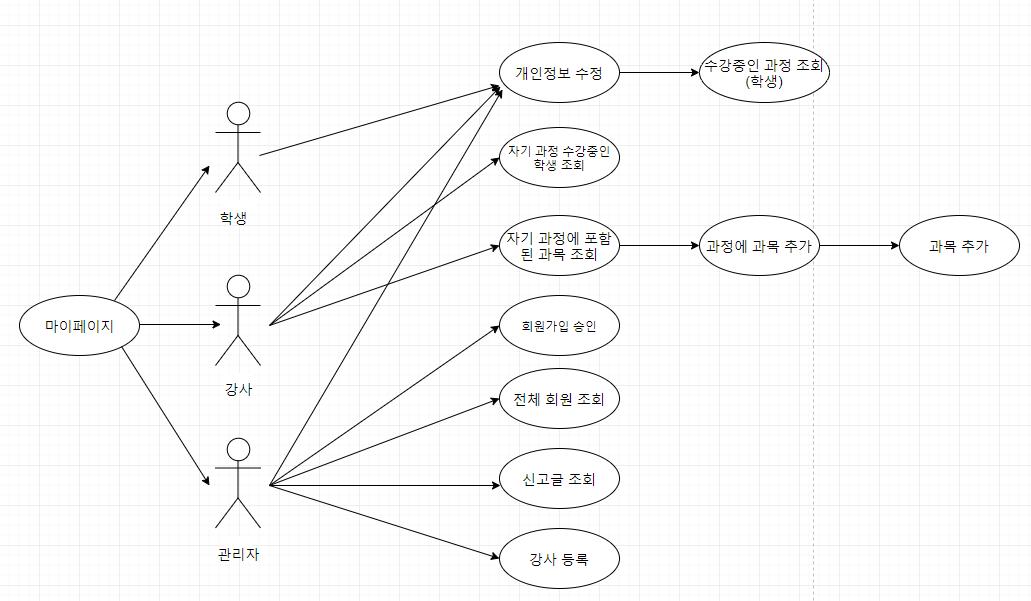 개인정보 수정
수강중인 과정 조회
(학생)
자기 과정 수강중인
학생 조회
학생
자기 과정에 포함
된 과목 조회
과정에 과목 추가
과목 추가
마이페이지
회원가입 승인
강사
전체 회원 조회
신고글 조회
관리자
강사 등록